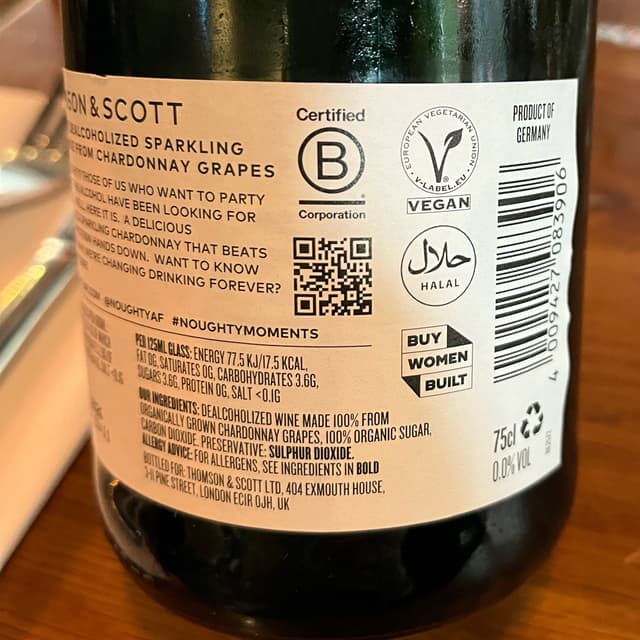 SON & SCOTT
DEALCOHOLIZED SPARKLING
FROM CHARDONNAY GRAPES
THOSE OF US WHO WANT TO PARTY
ALCOHOL HAVE BEEN LOOKING FOR
HERE IT IS, A DELICIOUS
SPARKLING CHARDONNAY THAT BEATS
HANDS DOWN. WANT TO KNOW
WE'RE CHANGING DRINKING FOREVER?
@NOUGHTYAF #NOUGHTYMOMENTS
PER 125ML GLASS: ENERGY 77.5 KJ/17.5 KCAL,
FAT 0G, SATURATES 0G, CARBOHYDRATES 3.6G,
SUGARS 3.6G, PROTEIN 0G, SALT <0.1G
OUR INGREDIENTS: DEALCOHOLIZED WINE MADE 100% FROM
ORGANICALLY GROWN CHARDONNAY GRAPES, 100% ORGANIC SUGAR,
CARBON DIOXIDE. PRESERVATIVE: SULPHUR DIOXIDE.
ALLERGY ADVICE: FOR ALLERGENS, SEE INGREDIENTS IN BOLD
BOTTLED FOR: THOMSON & SCOTT LTD, 404 EXMOUTH HOUSE,
3-11 PINE STREET, LONDON EC1R 0JH, UK
Certified
B
Corporation
EUROPEAN VEGETARIAN UNION
V-LABEL.EU
VEGAN
حلال
HALAL
BUY
WOMEN
BUILT
PRODUCT OF
GERMANY
4 009427 083906
75cl
0.0% VOL